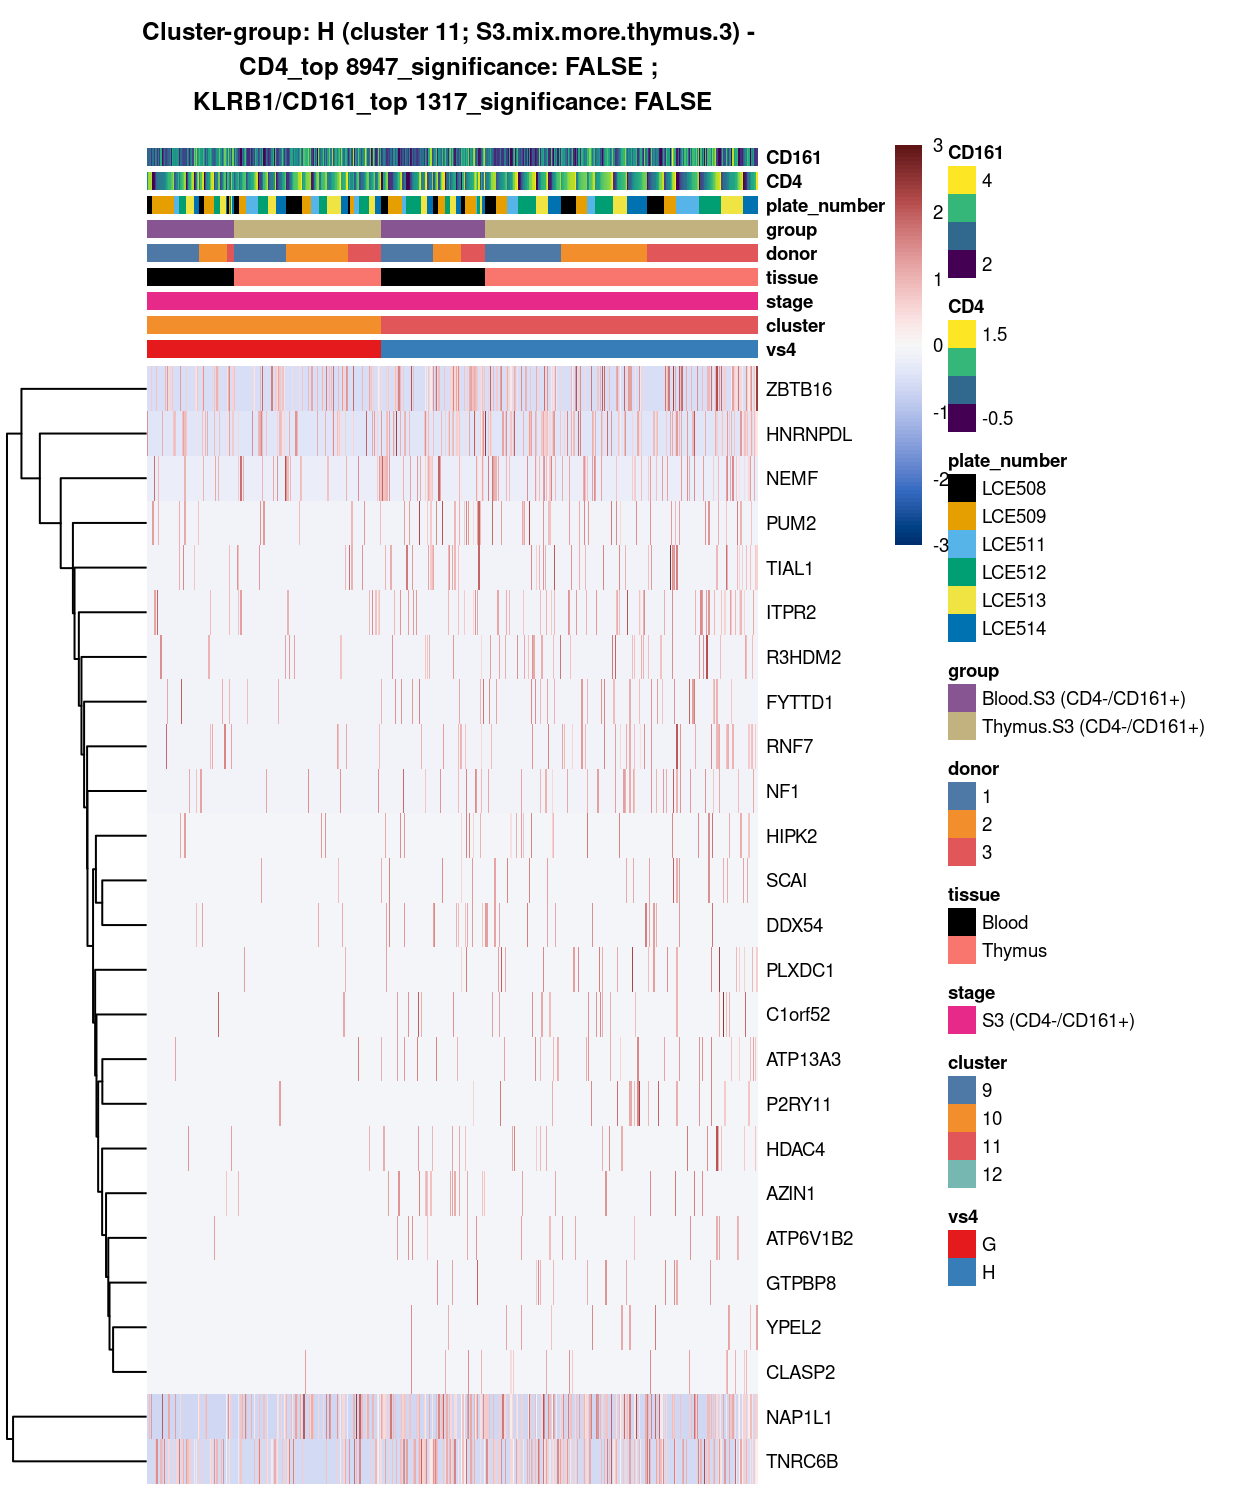 Cluster-group: H (cluster 11; S3.mix.more.thymus.3) -
CD4_top 8947_significance: FALSE ;
KLRB1/CD161_top 1317_significance: FALSE
CD161
CD4
plate_number
group
donor
tissue
stage
cluster
vs4
ZBTB16
HNRNPDL
NEMF
PUM2
TIAL1
ITPR2
R3HDM2
FYTTD1
RNF7
NF1
HIPK2
SCAI
DDX54
PLXDC1
C1orf52
ATP13A3
P2RY11
HDAC4
AZIN1
ATP6V1B2
GTPBP8
YPEL2
CLASP2
NAP1L1
TNRC6B
3
2
1
0
-1
-2
-3
CD161
4
2
CD4
1.5
-0.5
plate_number
LCE508
LCE509
LCE511
LCE512
LCE513
LCE514
group
Blood.S3 (CD4-/CD161+)
Thymus.S3 (CD4-/CD161+)
donor
1
2
3
tissue
Blood
Thymus
stage
S3 (CD4-/CD161+)
cluster
9
10
11
12
vs4
G
H